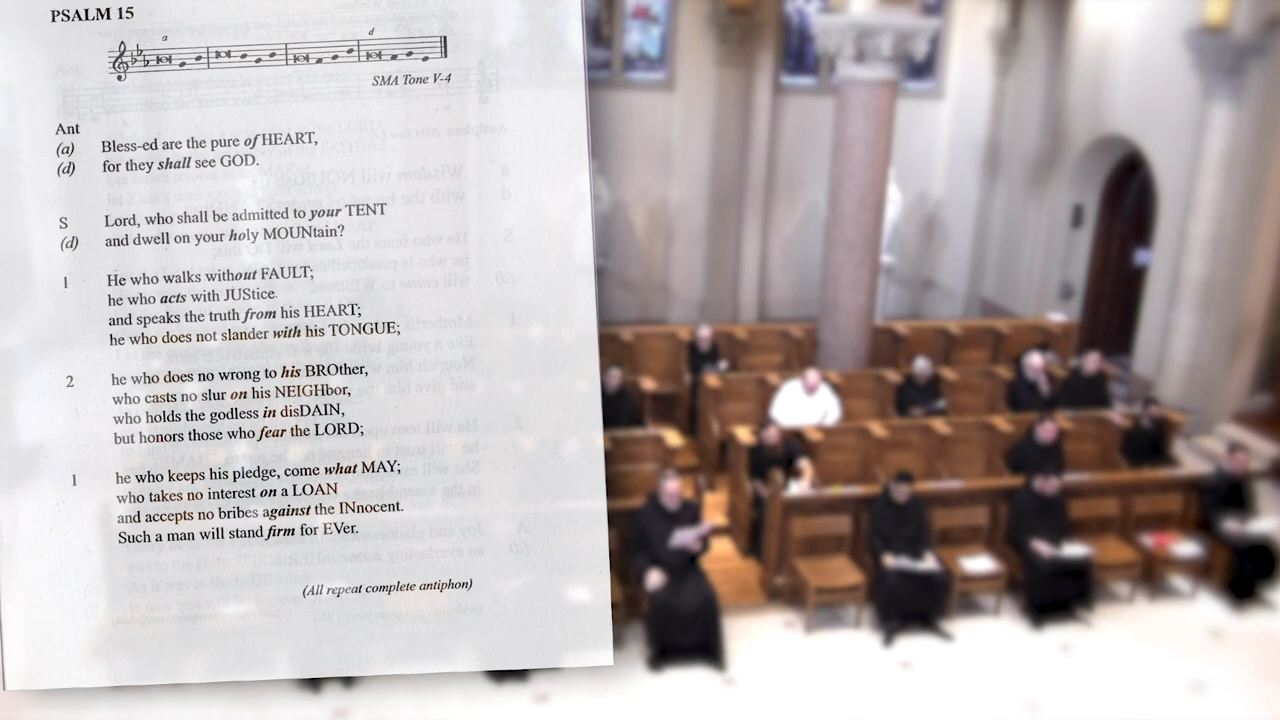 PSALM 15
a d
SMA Tone V-4
Ant
(a) Bless-ed are the pure of HEART,
(d) for they shall see GOD.
S Lord, who shall be admitted to your TENT
(d) and dwell on your holy MOUNtain?
1 He who walks without FAULT;
he who acts with JUStice.
and speaks the truth from his HEART;
he who does not slander with his TONGUE;
2 he who does no wrong to his BROther,
who casts no slur on his NEIGHbor,
who holds the godless in disDAIN,
but honors those who fear the LORD;
1 he who keeps his pledge, come what MAY;
who takes no interest on a LOAN
and accepts no bribes against the INnocent.
Such a man will stand firm for EVer.
(All repeat complete antiphon)